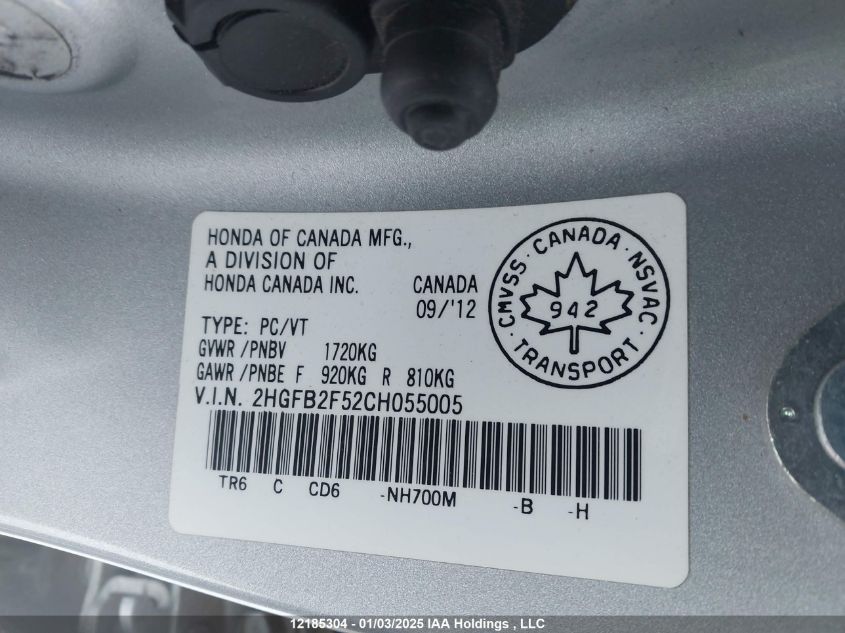 HONDA OF CANADA MFG.,
A DIVISION OF
HONDA CANADA INC.
CANADA
09/'12
TYPE: PC/VT
GVWR/PNBV 1720KG
GAWR/PNBE F 920KG R 810KG
V.I.N. 2HGFB2F52CH055005
TR6 C CD6 -NH700M -B -H
CMVSS · CANADA · NSVAC
942
· TRANSPORT ·
12185304 - 01/03/2025 IAA Holdings , LLC